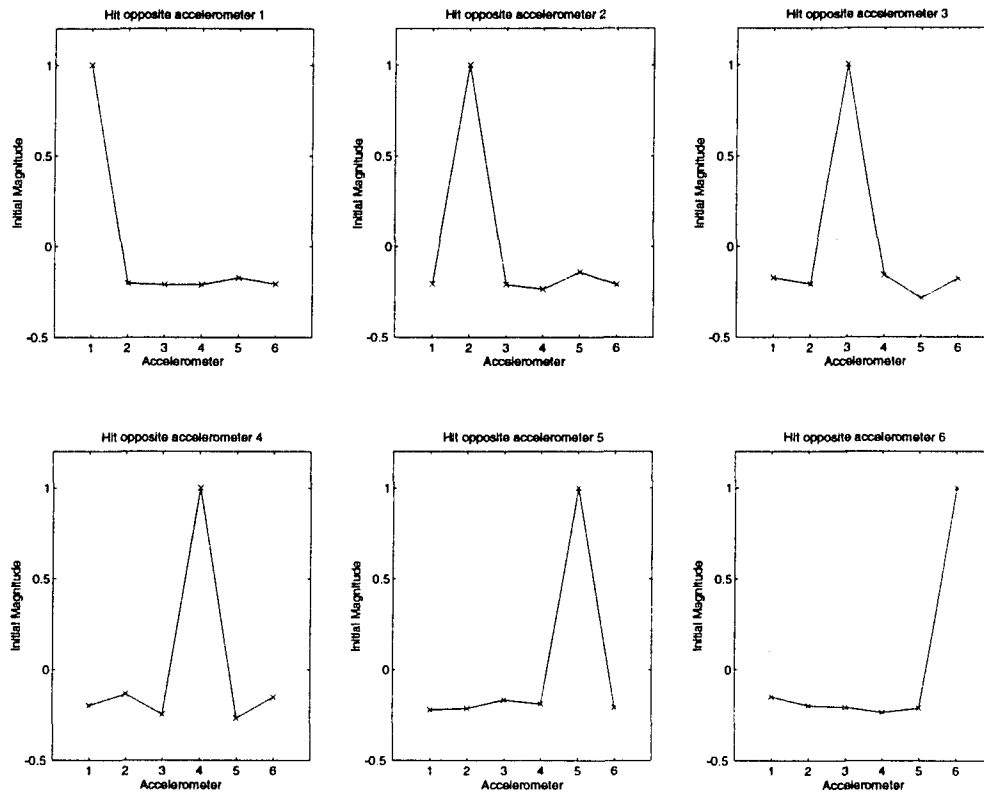 Hit opposite accelerometer 1
1
0.5
0
-0.5
Initial Magnitude
1 2 3 4 5 6
Accelerometer
Hit opposite accelerometer 2
1
0.5
0
-0.5
Initial Magnitude
1 2 3 4 5 6
Accelerometer
Hit opposite accelerometer 3
1
0.5
0
-0.5
Initial Magnitude
1 2 3 4 5 6
Accelerometer
Hit opposite accelerometer 4
1
0.5
0
-0.5
Initial Magnitude
1 2 3 4 5 6
Accelerometer
Hit opposite accelerometer 5
1
0.5
0
-0.5
Initial Magnitude
1 2 3 4 5 6
Accelerometer
Hit opposite accelerometer 6
1
0.5
0
-0.5
Initial Magnitude
1 2 3 4 5 6
Accelerometer